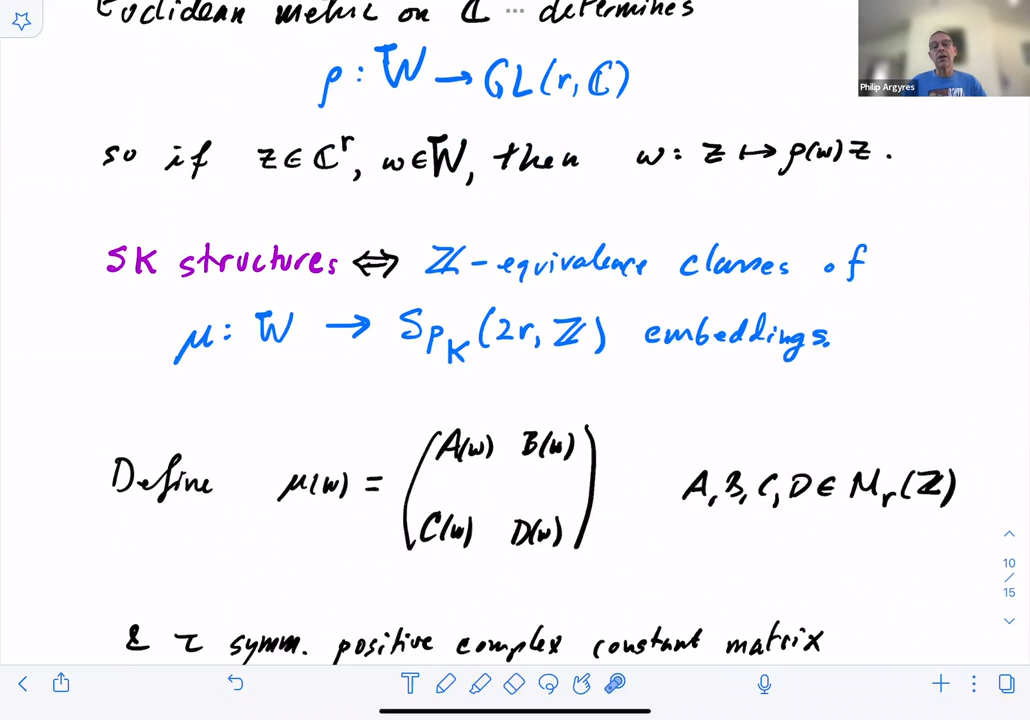 Euclidean metric on ℂ ... determines
Philip Argyres
ρ : W → GL(r, ℂ)
so if z ∈ ℂ^r, w ∈ W, then w : z ↦ ρ(w) z .
SK structures ⇔ ℤ-equivalence classes of
μ : W → Sp_K (2r, ℤ) embeddings.
Define μ(w) = ( A(w) B(w)
C(w) D(w) ) A, B, C, D ∈ M_r(ℤ)
10
/
15
& τ symm. positive complex constant matrix
T